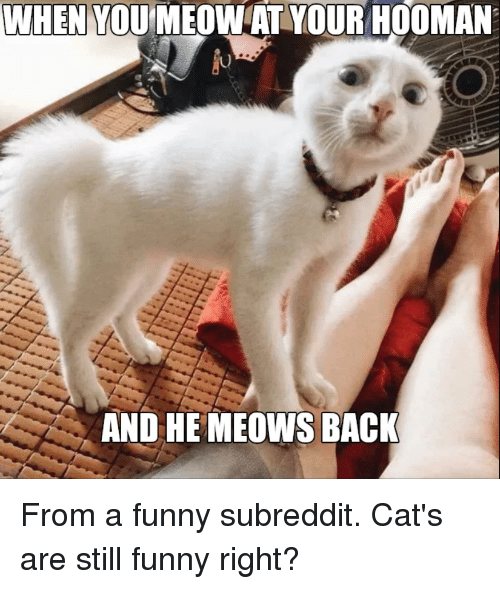 WHEN YOU MEOW AT YOUR HOOMAN
AND HE MEOWS BACK
From a funny subreddit. Cat's
are still funny right?